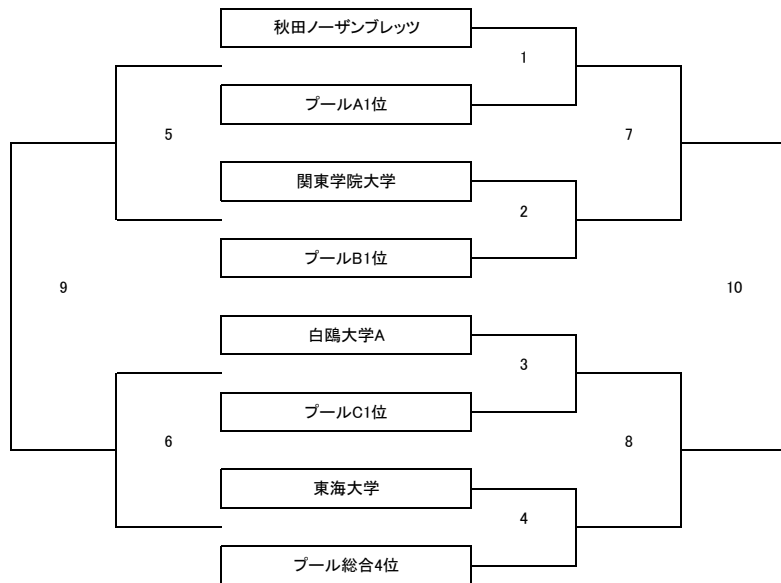 秋田ノーザンブレッツ
1
プールA1位
5
7
関東学院大学
2
プールB1位
9
10
白鴎大学A
3
プールC1位
6
8
東海大学
4
プール総合4位